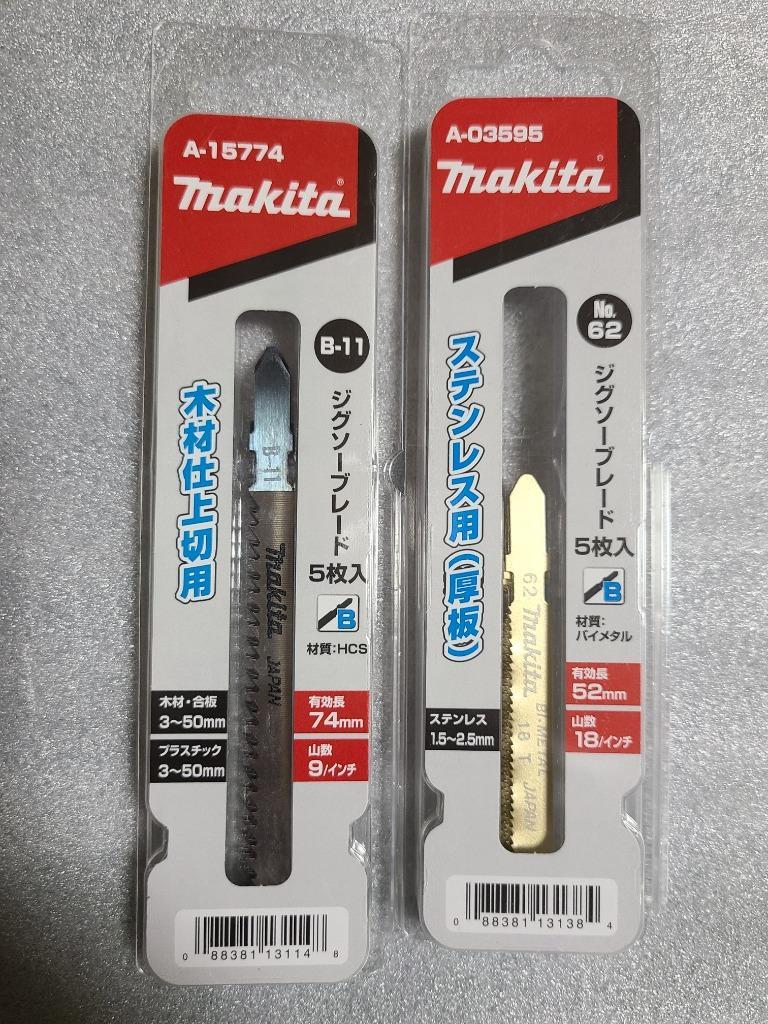 A-15774
makita®
B-11
木材仕上切用
ジグソーブレード
5枚入
B
材質:HCS
B-11
makita
JAPAN
木材・合板
3~50mm
プラスチック
3~50mm
有効長
74mm
山数
9/インチ
0 88381 13114 8
A-03595
makita®
No.
62
ステンレス用(厚板)
ジグソーブレード
5枚入
B
材質:
バイメタル
62 makita BI-METAL
18 T JAPAN
ステンレス
1.5~2.5mm
有効長
52mm
山数
18/インチ
0 88381 13138 4